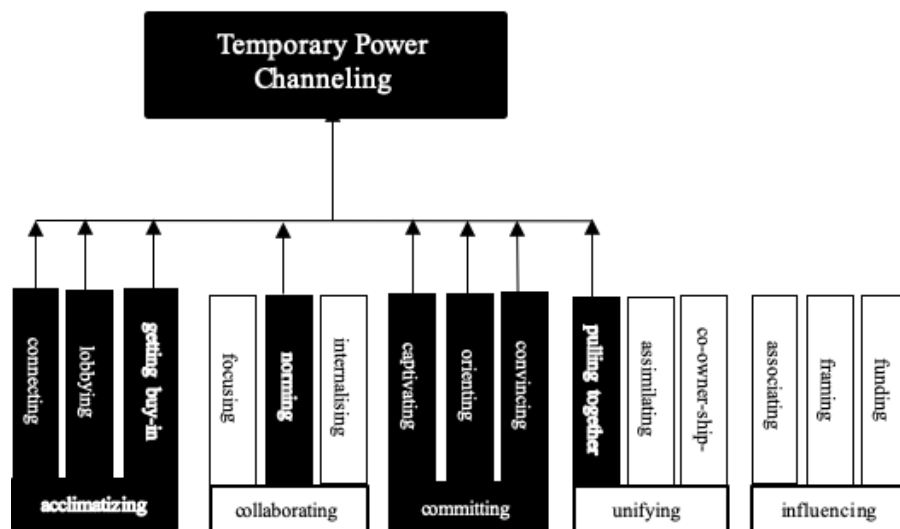 Temporary Power
Channeling
connecting
lobbying
getting buy-in
acclimatizing
focusing
norming
internalising
collaborating
captivating
orienting
convincing
committing
pulling together
assimilating
co-owner-ship-
unifying
associating
framing
funding
influencing